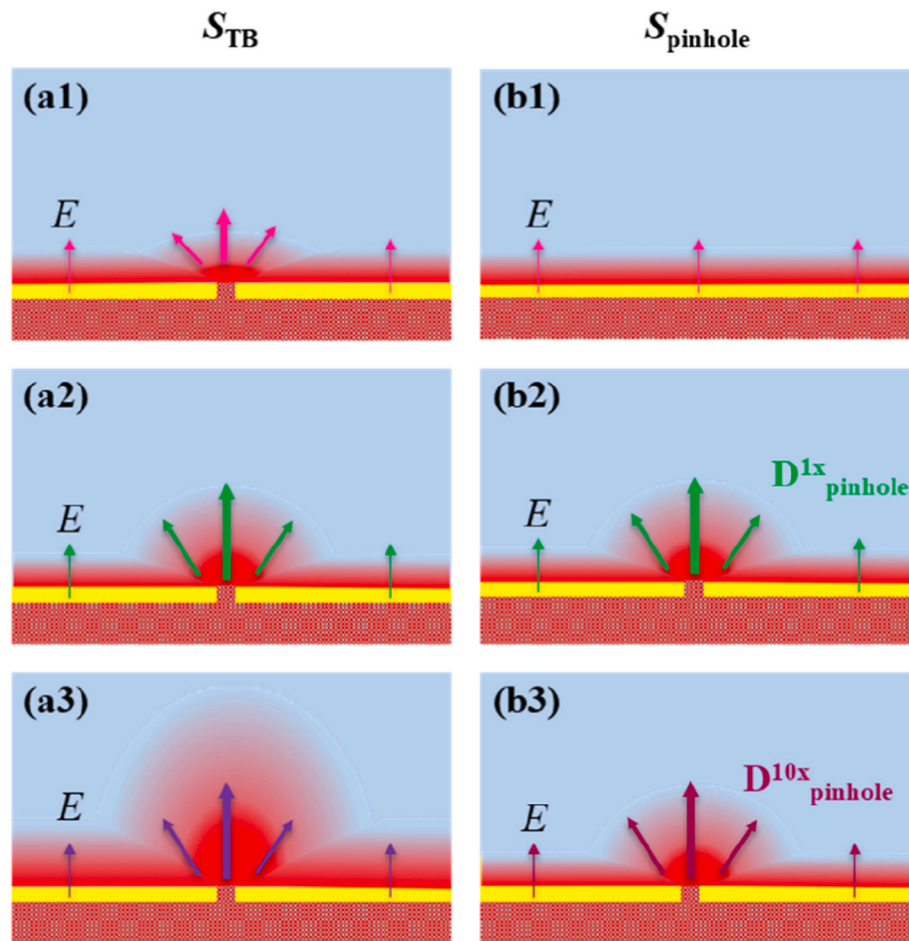 S_TB S_pinhole
(a1) (b1)
E E
(a2) (b2)
D^1x_pinhole
E E
(a3) (b3)
D^10x_pinhole
E E